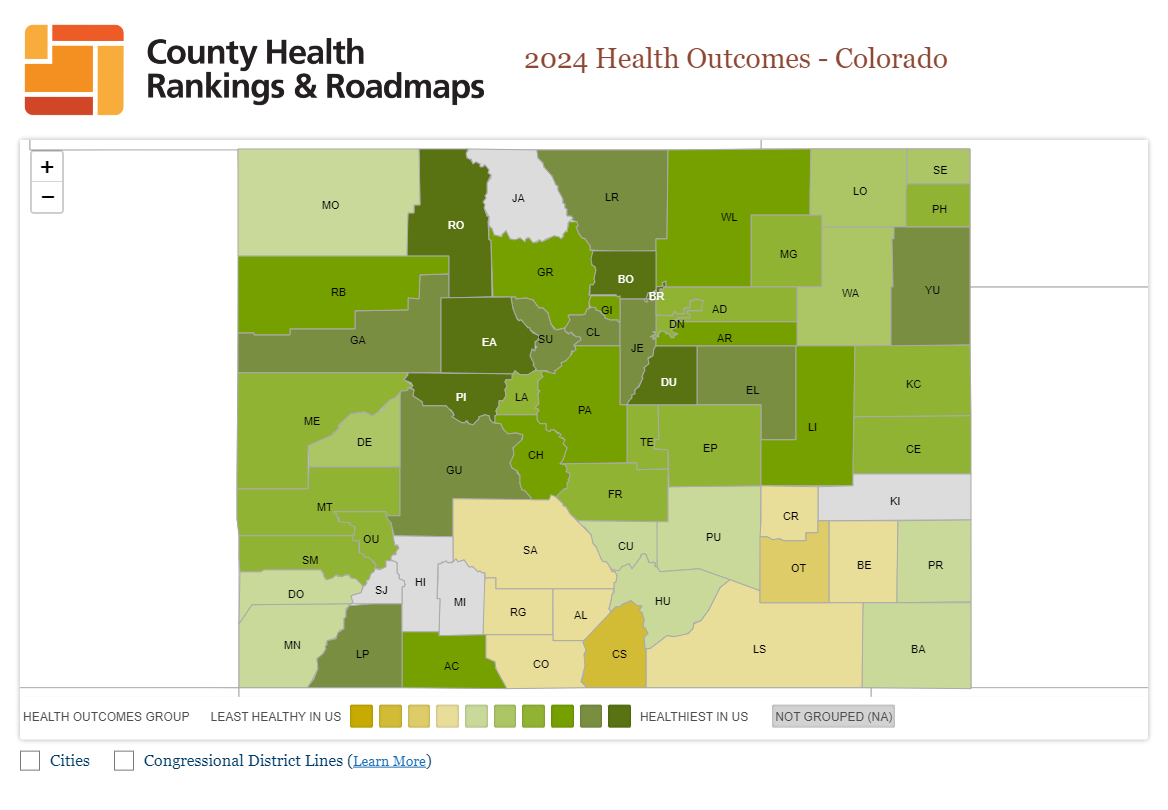 County Health
Rankings & Roadmaps
2024 Health Outcomes - Colorado
+
−
MO
RO
JA
LR
WL
LO
SE
PH
MG
RB
GR
BO
BR
WA
YU
GI
AD
DN
GA
EA
SU
CL
JE
AR
ME
PI
LA
PA
DU
EL
LI
KC
DE
GU
CH
TE
EP
CE
MT
FR
KI
OU
SA
CU
PU
CR
SM
HI
OT
BE
PR
DO
SJ
MI
RG
AL
HU
MN
LP
AC
CO
CS
LS
BA
HEALTH OUTCOMES GROUP LEAST HEALTHY IN US HEALTHIEST IN US NOT GROUPED (NA)
Cities Congressional District Lines (Learn More)